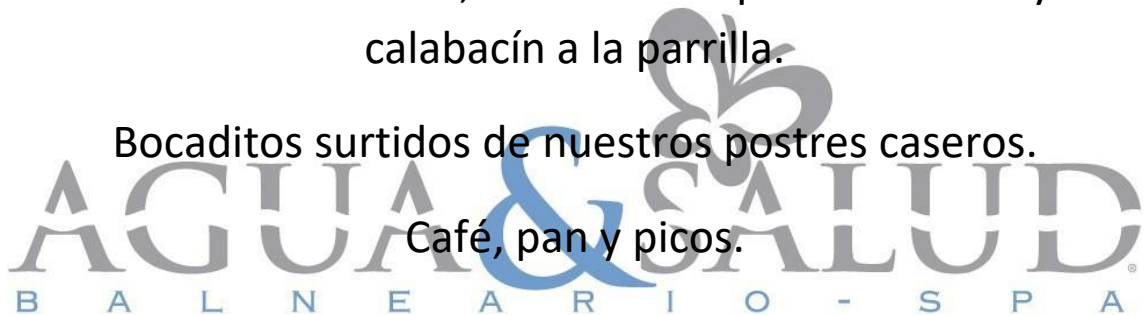 calabacín a la parrilla.
Bocaditos surtidos de nuestros postres caseros.
AGUA & SALUD
Café, pan y picos.
BALNEARIO - SPA